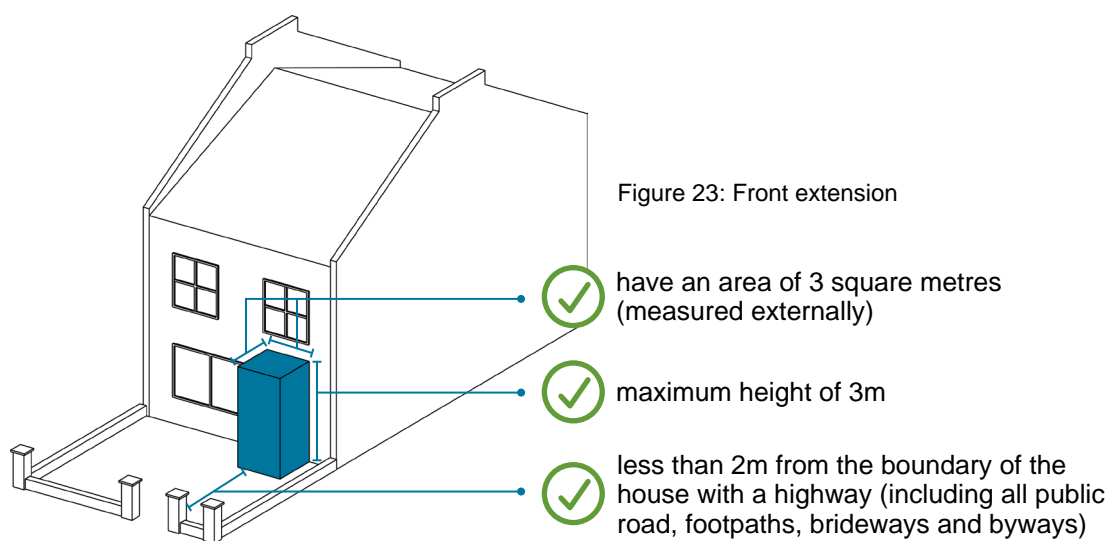 Figure 23: Front extension
have an area of 3 square metres
(measured externally)
maximum height of 3m
less than 2m from the boundary of the
house with a highway (including all public
road, footpaths, brideways and byways)